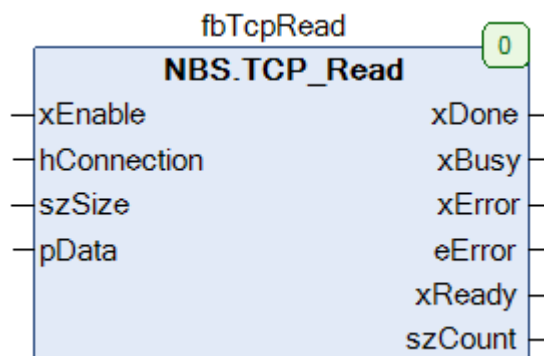 fbTcpRead
0
NBS.TCP_Read
xEnable xDone
hConnection xBusy
szSize xError
pData eError
xReady
szCount